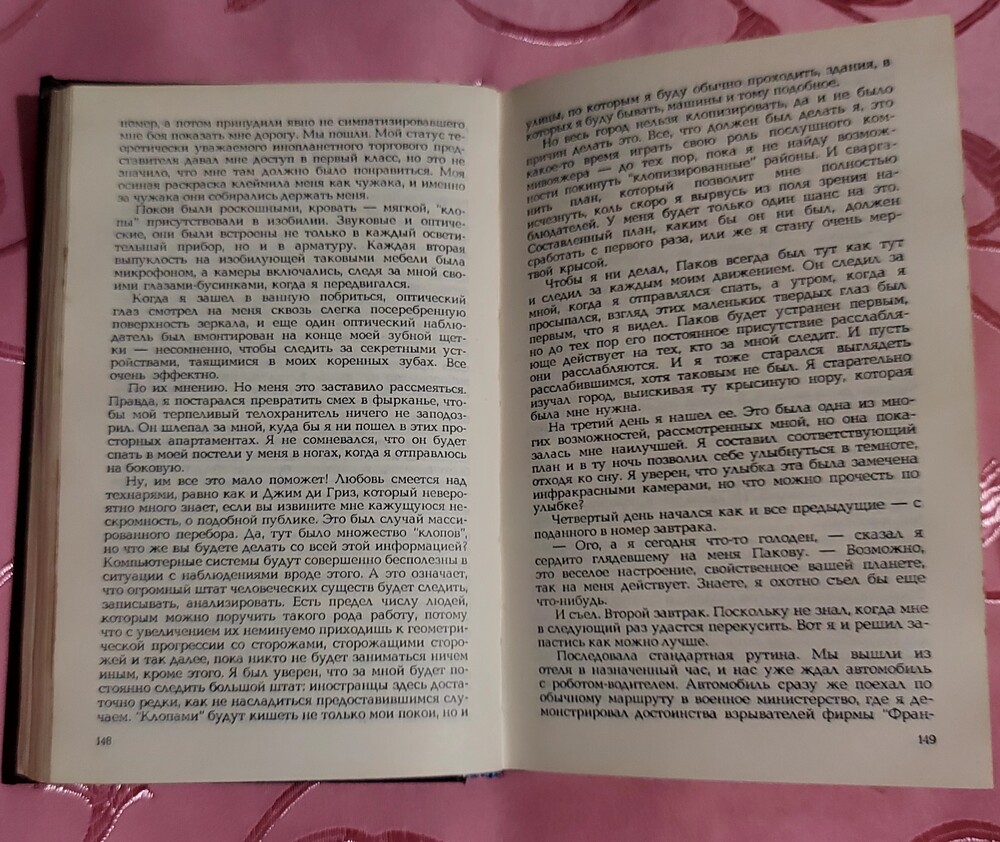 номер, а потом принудили явно не симпатизировавшего
мне боя показать мне дорогу. Мы пошли. Мой статус те-
оретически уважаемого инопланетного торгового пред-
ставителя давал мне доступ в первый класс, но это не
значило, что мне там должно было понравиться. Моя
осиная раскраска клеймила меня как чужака, и именно
за чужака они собирались держать меня.
Покои были роскошными, кровать — мягкой, "кло-
пы" присутствовали в изобилии. Звуковые и оптиче-
ские, они были встроены не только в каждый освети-
тельный прибор, но и в арматуру. Каждая вторая
выпуклость на изобилующей таковыми мебели была
микрофоном, а камеры включались, следя за мной сво-
ими глазами-бусинками, когда я передвигался.
Когда я зашел в ванную побриться, оптический
глаз смотрел на меня сквозь слегка посеребренную
поверхность зеркала, и еще один оптический наблю-
датель был вмонтирован на конце моей зубной щет-
ки — несомненно, чтобы следить за секретными уст-
ройствами, таящимися в моих коренных зубах. Все
очень эффектно.
По их мнению. Но меня это заставило рассмеяться.
Правда, я постарался превратить смех в фырканье, что-
бы мой терпеливый телохранитель ничего не заподоз-
рил. Он шлепал за мной, куда бы я ни пошел в этих про-
сторных апартаментах. Я не сомневался, что он будет
спать в моей постели у меня в ногах, когда я отправлюсь
на боковую.
Ну, им все это мало поможет! Любовь смеется над
технарями, равно как и Джим ди Гриз, который неверо-
ятно много знает, если вы извините мне кажущуюся не-
скромность, о подобной публике. Это был случай масси-
рованного перебора. Да, тут было множество "клопов",
но что же вы будете делать со всей этой информацией?
Компьютерные системы будут совершенно бесполезны в
ситуации с наблюдениями вроде этого. А это означает,
что огромный штат человеческих существ будет следить,
записывать, анализировать. Есть предел числу людей,
которым можно поручить такого рода работу, потому
что с увеличением их неминуемо приходишь к геометри-
ческой прогрессии со сторожами, сторожащими сторо-
жей и так далее, пока никто не будет заниматься ничем
иным, кроме этого. Я был уверен, что за мной будет по-
стоянно следить большой штат: иностранцы здесь доста-
точно редки, как не насладиться предоставившимся слу-
чаем. "Клопами" будут кишеть не только мои покои, но и
148
улицы, по которым я буду обычно проходить, здания, в
которых я буду бывать, машины и тому подобное.
Но весь город нельзя клопизировать, да и не было
причин делать это. Все, что должен был делать я, это
какое-то время играть свою роль послушного ком-
мивояжера — до тех пор, пока я не найду возмож-
ности покинуть "клопизированные" районы. И сварга-
нить план, который позволит мне полностью
исчезнуть, коль скоро я вырвусь из поля зрения на-
блюдателей. У меня будет только один шанс на это.
Составленный план, каким бы он ни был, должен
сработать с первого раза, или же я стану очень мер-
твой крысой.
Чтобы я ни делал, Паков всегда был тут как тут
и следил за каждым моим движением. Он следил за
мной, когда я отправлялся спать, а утром, когда я
просыпался, взгляд этих маленьких твердых глаз был
первым, что я видел. Паков будет устранен первым,
но до тех пор его постоянное присутствие расслабля-
юще действует на тех, кто за мной следит. И пусть
они расслабляются. И я тоже старался выглядеть
расслабившимся, хотя таковым не был. Я старательно
изучал город, выискивая ту крысиную нору, которая
была мне нужна.
На третий день я нашел ее. Это была одна из мно-
гих возможностей, рассмотренных мной, но она пока-
залась мне наилучшей. Я составил соответствующий
план и в ту ночь позволил себе улыбнуться в темноте,
отходя ко сну. Я уверен, что улыбка эта была замечена
инфракрасными камерами, но что можно прочесть по
улыбке?
Четвертый день начался как и все предыдущие — с
поданного в номер завтрака.
— Ого, а я сегодня что-то голоден, — сказал я
сердито глядевшему на меня Пакову. — Возможно,
это веселое настроение, свойственное вашей планете,
так на меня действует. Знаете, я охотно съел бы еще
что-нибудь.
И съел. Второй завтрак. Поскольку не знал, когда мне
в следующий раз удастся перекусить. Вот я и решил за-
пастись как можно лучше.
Последовала стандартная рутина. Мы вышли из
отеля в назначенный час, и нас уже ждал автомобиль
с роботом-водителем. Автомобиль сразу же поехал по
обычному маршруту в военное министерство, где я де-
монстрировал достоинства взрывателей фирмы "Фран-
149